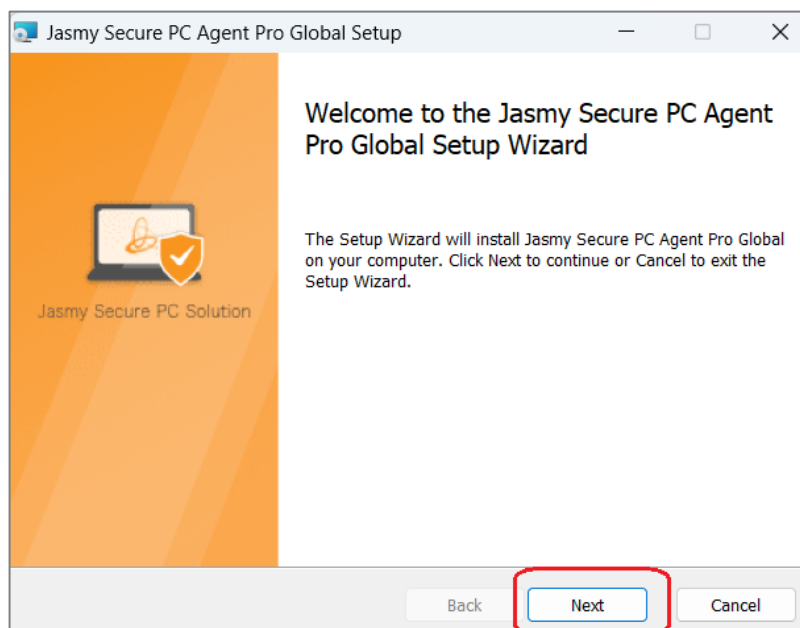 Jasmy Secure PC Agent Pro Global Setup
Welcome to the Jasmy Secure PC Agent
Pro Global Setup Wizard
The Setup Wizard will install Jasmy Secure PC Agent Pro Global
on your computer. Click Next to continue or Cancel to exit the
Setup Wizard.
Jasmy Secure PC Solution
Back Next Cancel